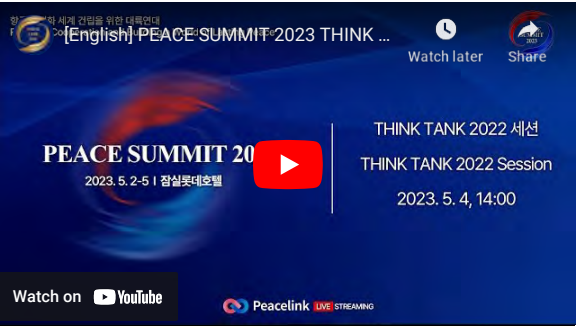 [English] PEACE SUMMIT 2023 THINK ...
Watch later
Share
SUMMIT
2023
PEACE SUMMIT 20
2023. 5. 2-5 I 잠실롯데호텔
THINK TANK 2022 세션
THINK TANK 2022 Session
2023. 5. 4, 14:00
Watch on YouTube
Peacelink LIVE STREAMING